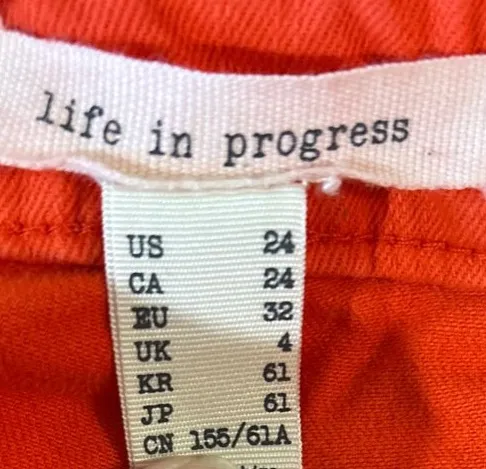 life in progress
US 24
CA 24
EU 32
UK 4
KR 61
JP 61
CN 155/61A